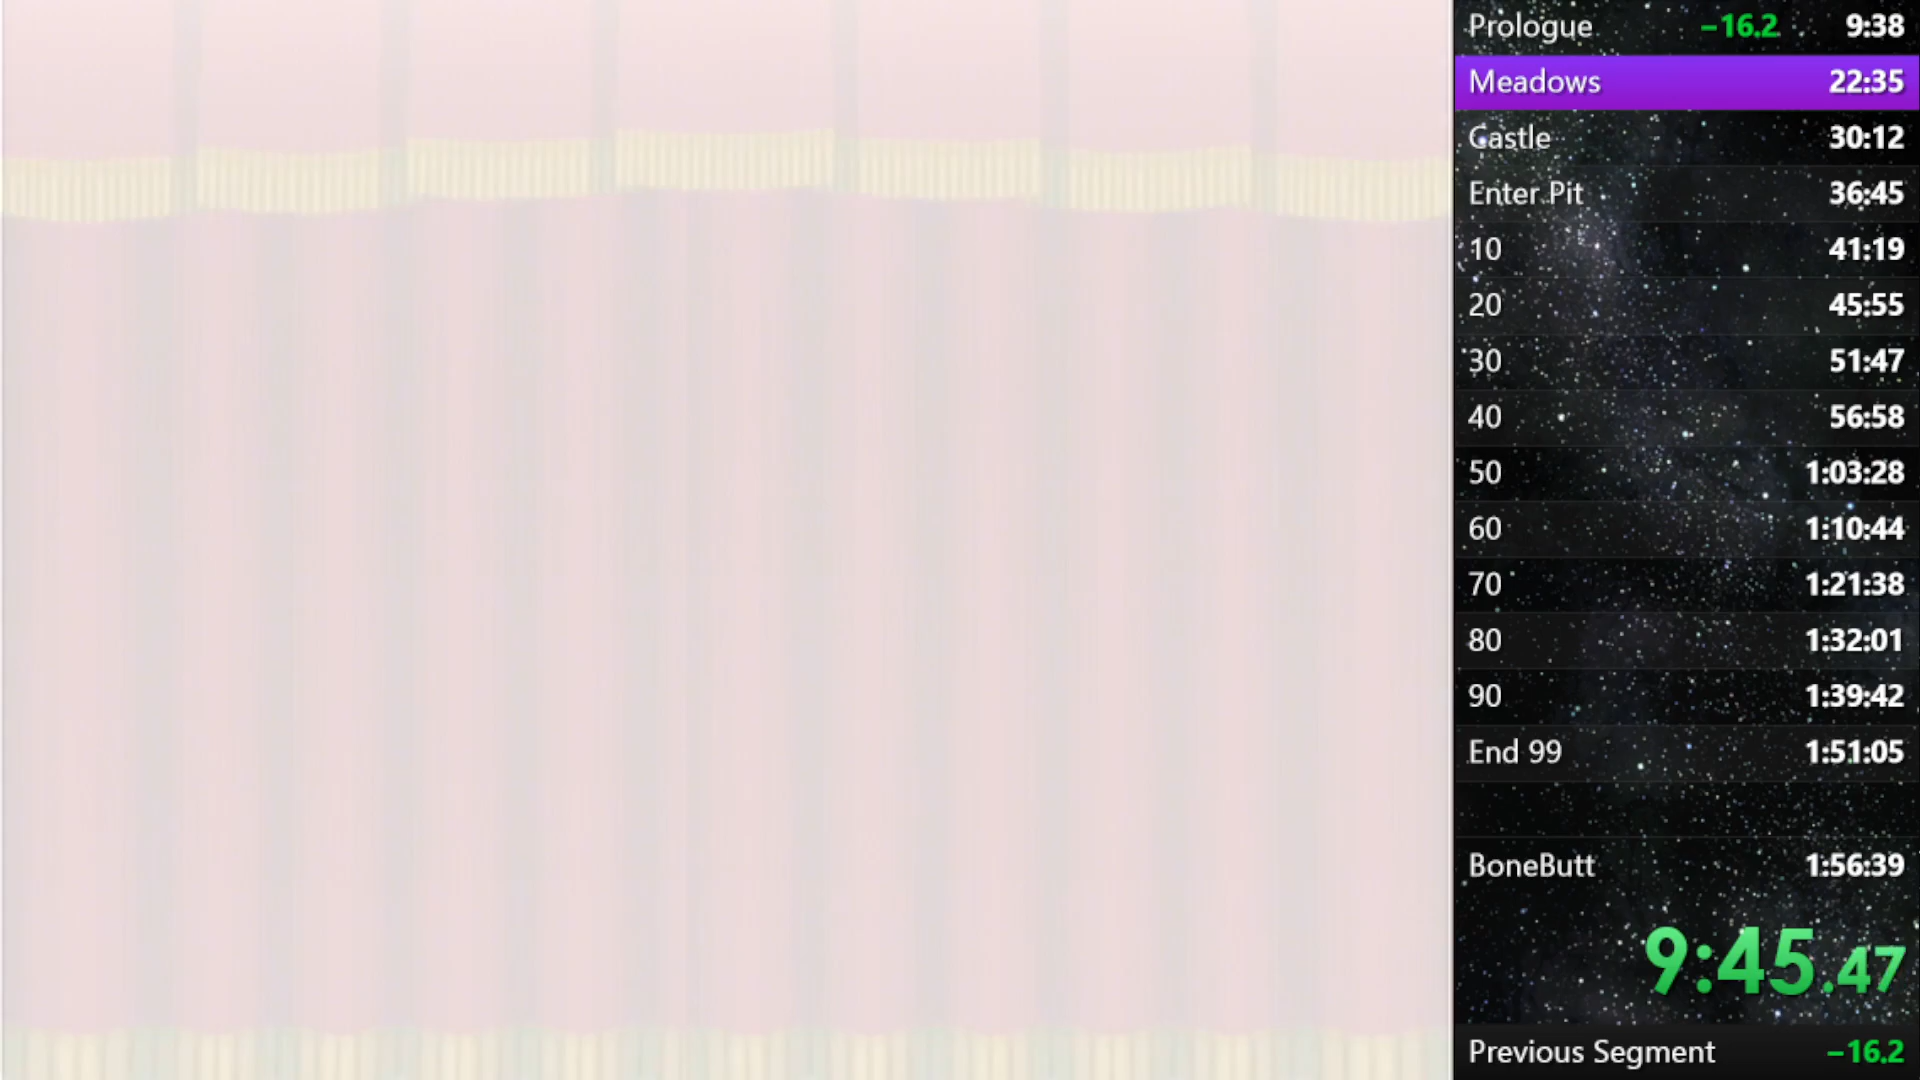 Prologue −16.2 9:38
Meadows 22:35
Castle 30:12
Enter Pit 36:45
10 41:19
20 45:55
30 51:47
40 56:58
50 1:03:28
60 1:10:44
70 1:21:38
80 1:32:01
90 1:39:42
End 99 1:51:05
BoneButt 1:56:39
9:45.47
Previous Segment −16.2